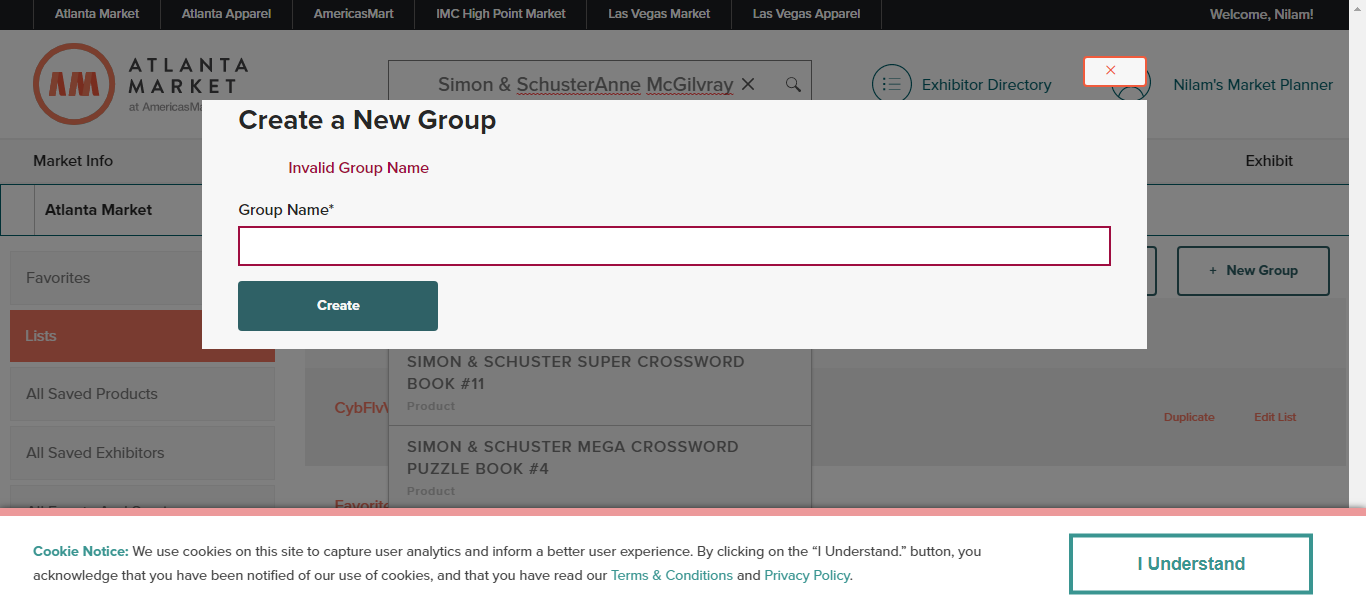 Atlanta Market
Atlanta Apparel
AmericasMart
IMC High Point Market
Las Vegas Market
Las Vegas Apparel
Welcome, Nilam!
ATLANTA
MARKET
at AmericasMa
Simon & SchusterAnne McGilvray
Exhibitor Directory
Nilam's Market Planner
Market Info
Exhibit
Atlanta Market
Create a New Group
Invalid Group Name
Group Name*
Create
+ New Group
Favorites
Lists
All Saved Products
All Saved Exhibitors
SIMON & SCHUSTER SUPER CROSSWORD
BOOK #11
Product
CybFlv
Duplicate
Edit List
SIMON & SCHUSTER MEGA CROSSWORD
PUZZLE BOOK #4
Product
Favorite
Cookie Notice: We use cookies on this site to capture user analytics and inform a better user experience. By clicking on the “I Understand.” button, you
acknowledge that you have been notified of our use of cookies, and that you have read our Terms & Conditions and Privacy Policy.
I Understand